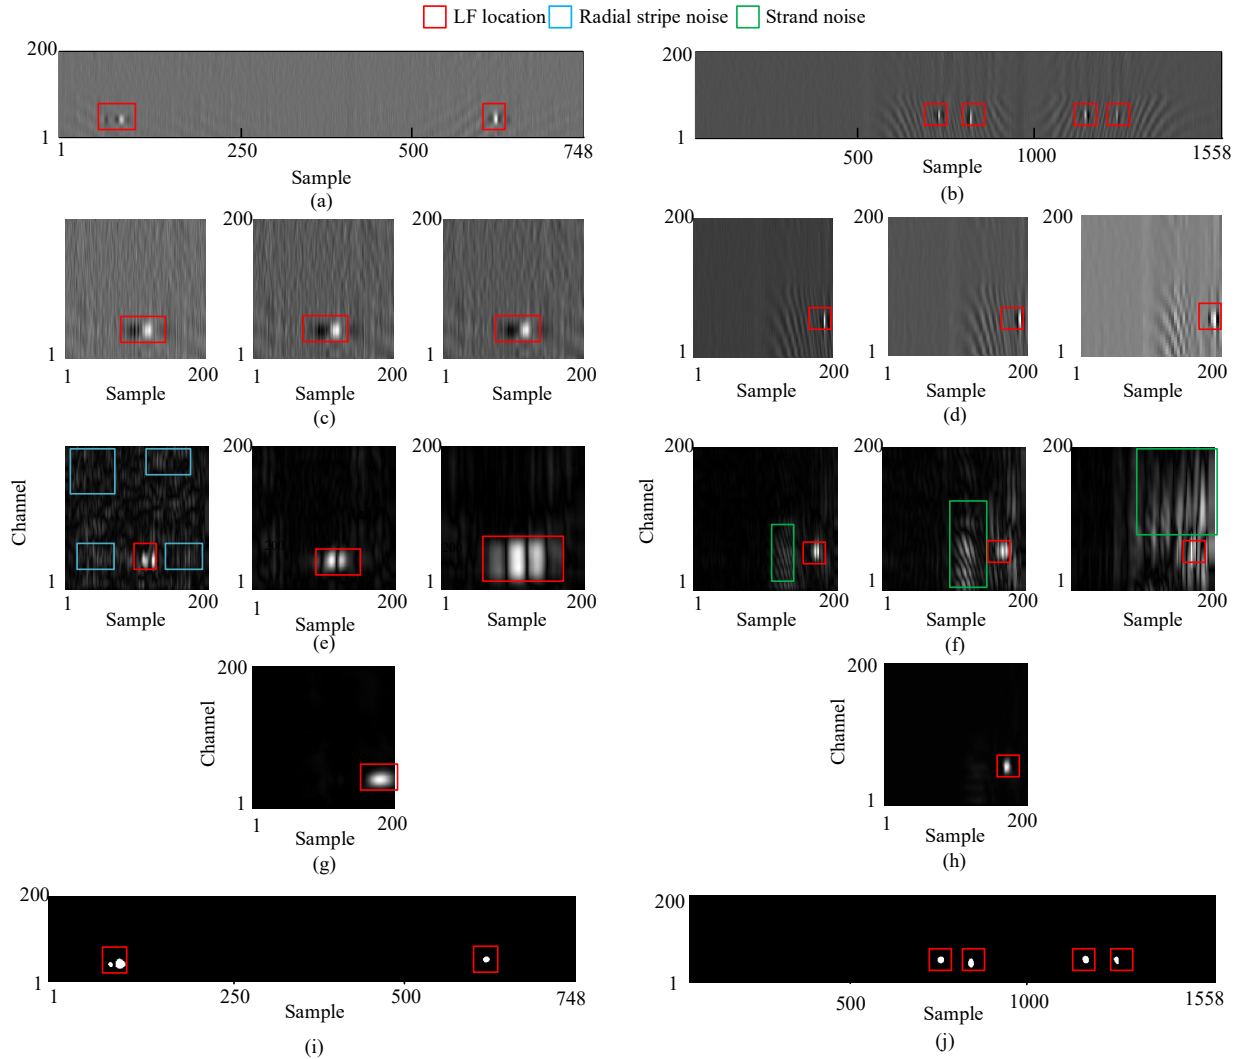 LF location Radial stripe noise Strand noise
200
1
1 250 500 748
Sample
(a)
200
1
500 1000 1558
Sample
(b)
200 200
1 1 1
1 200 1 200 1 200
Sample Sample Sample
(c)
200 200 200
1 1 1
1 200 1 200 1 200
Sample Sample Sample
(d)
Channel
200 200
1 1 1
1 200 1 200 1 200
Sample Sample Sample
(e)
Channel
200 200
1 1 1
1 200 1 200 1 200
Sample Sample Sample
(f)
Channel
200
1
1 200
Sample
(g)
Channel
200
1
1 200
Sample
(h)
200
1
1 250 500 748
Sample
(i)
200
1
500 1000 1558
Sample
(j)